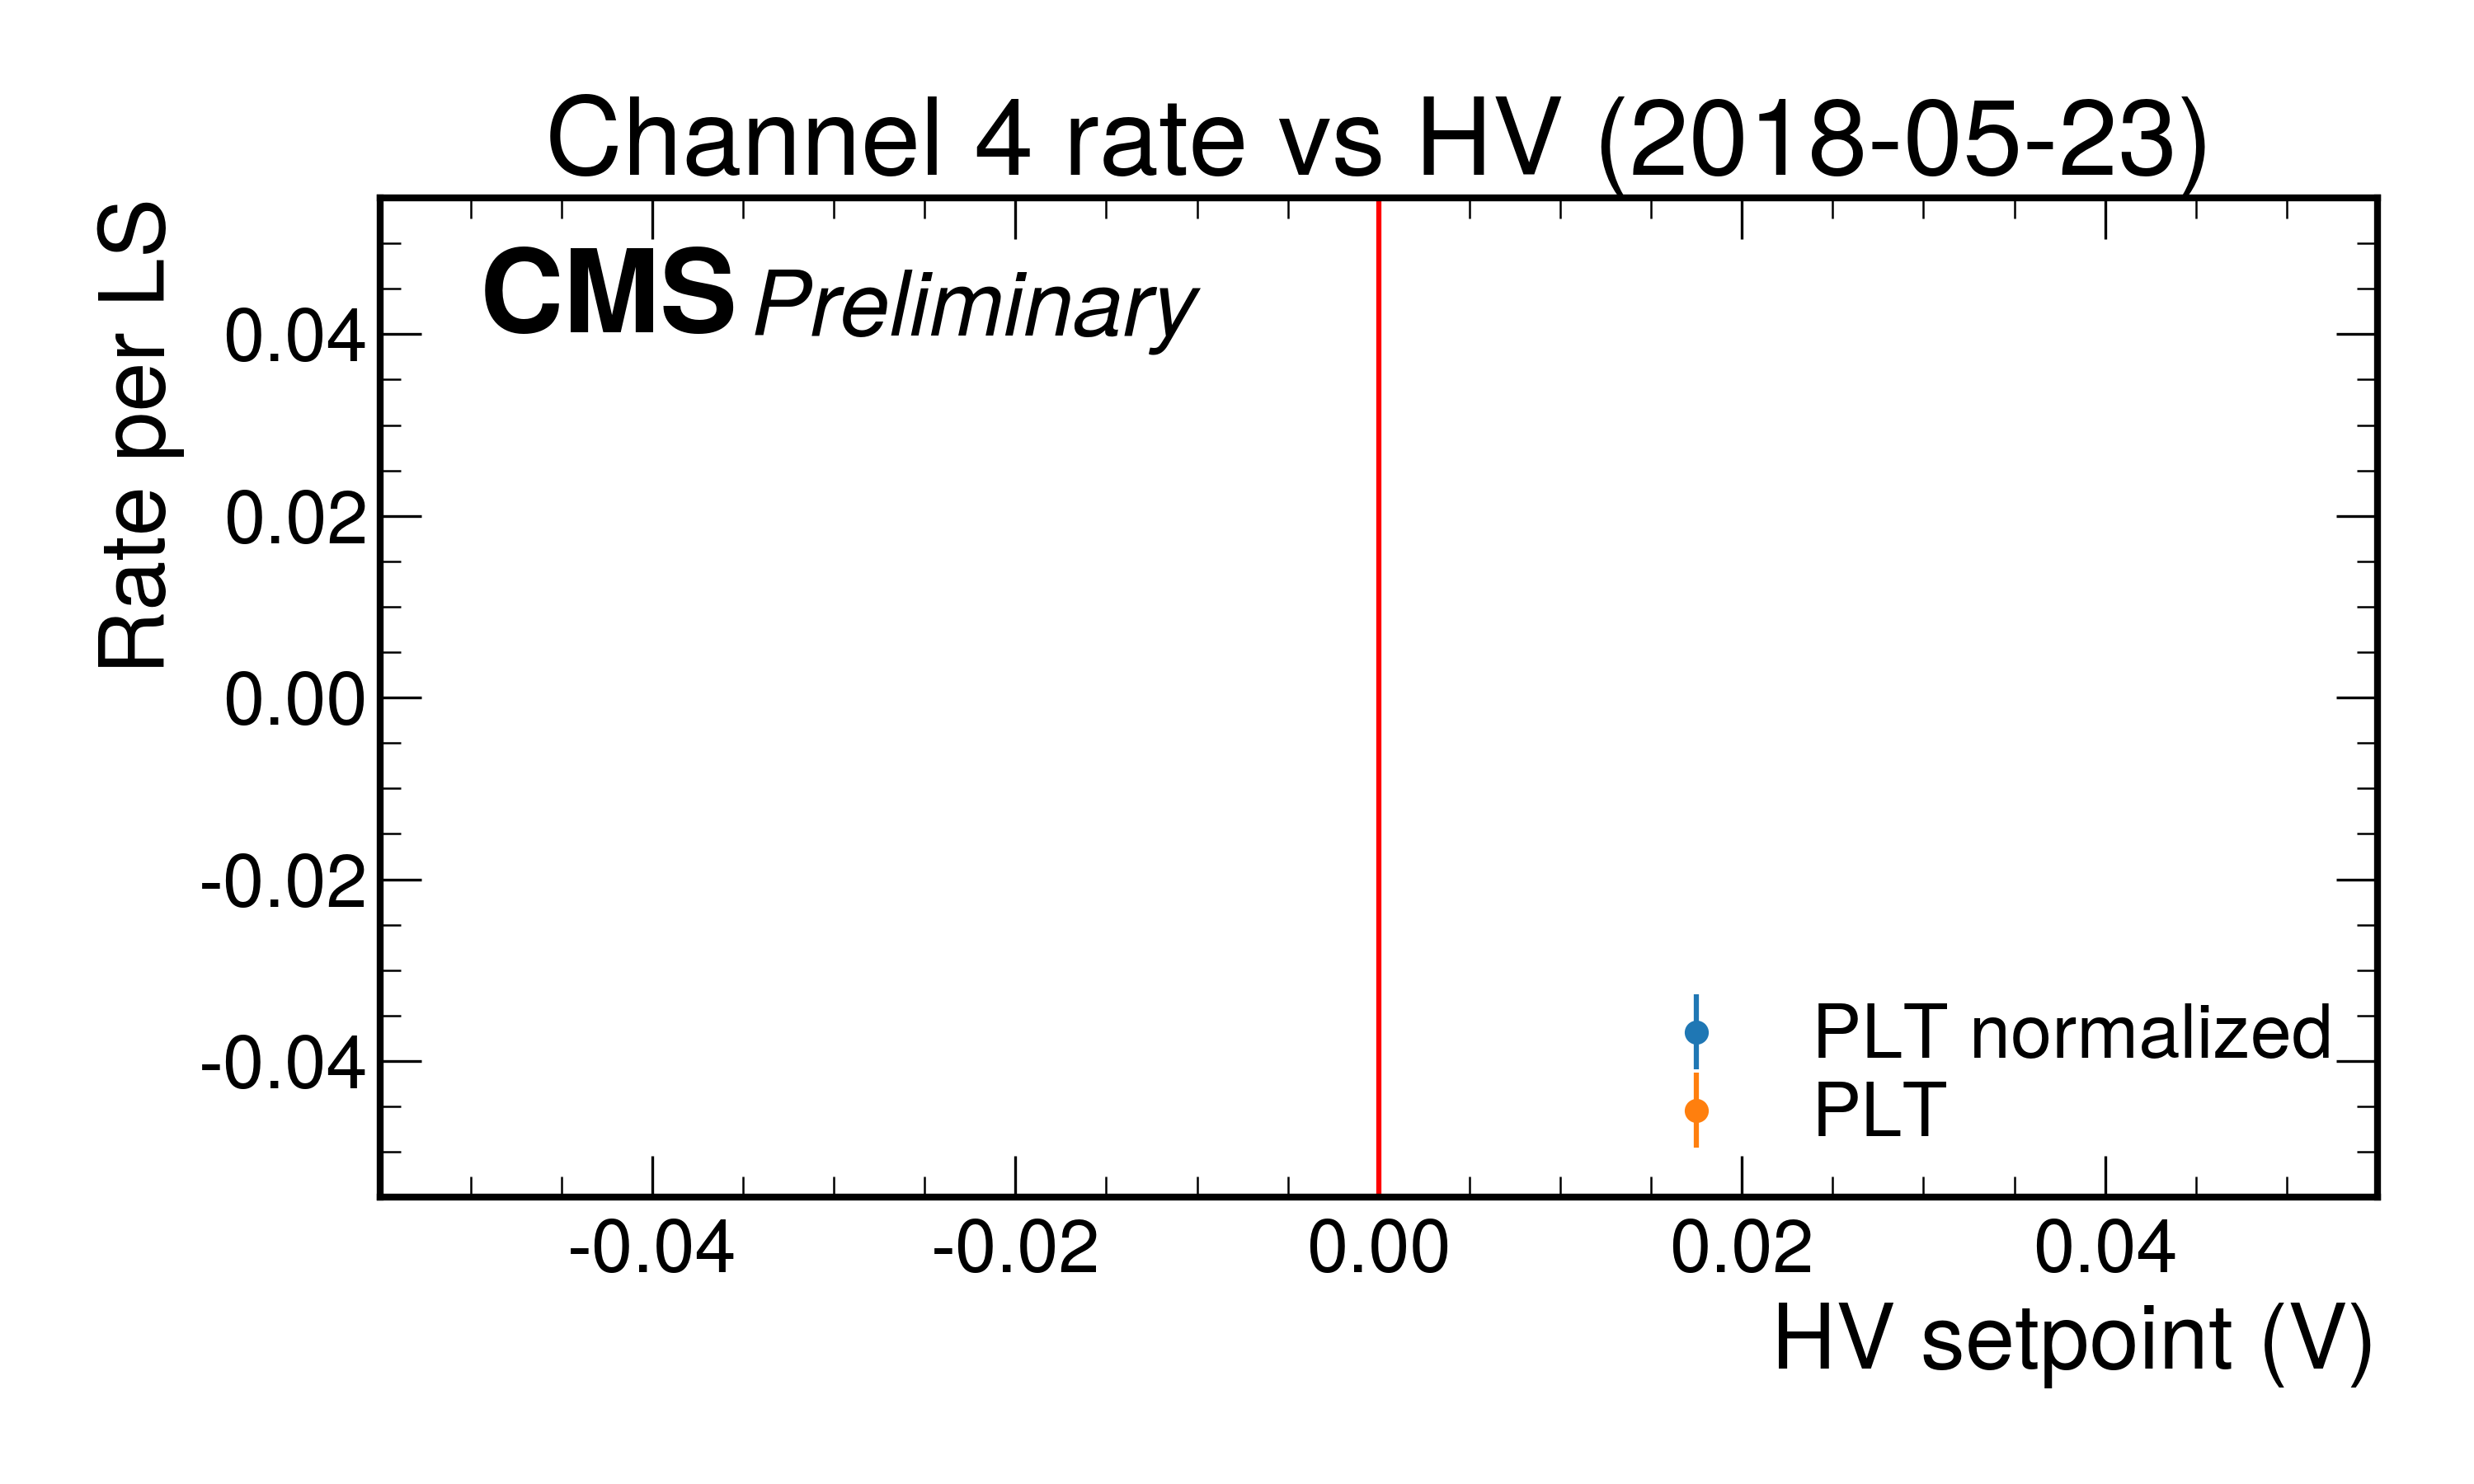 Channel 4 rate vs HV (2018-05-23)
CMS Preliminary
Rate per LS
0.04
0.02
0.00
-0.02
-0.04
PLT normalized
PLT
-0.04 -0.02 0.00 0.02 0.04
HV setpoint (V)